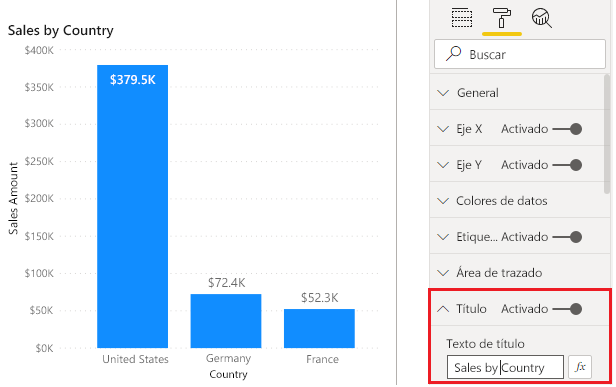 Sales by Country
$400K
$350K
$300K
$250K
$200K
$150K
$100K
$50K
$0K
Sales Amount
$379.5K
$72.4K
$52.3K
United States
Germany
France
Country
Buscar
General
Eje X Activado
Eje Y Activado
Colores de datos
Etique... Activado
Área de trazado
Título Activado
Texto de título
Sales by Country
fx